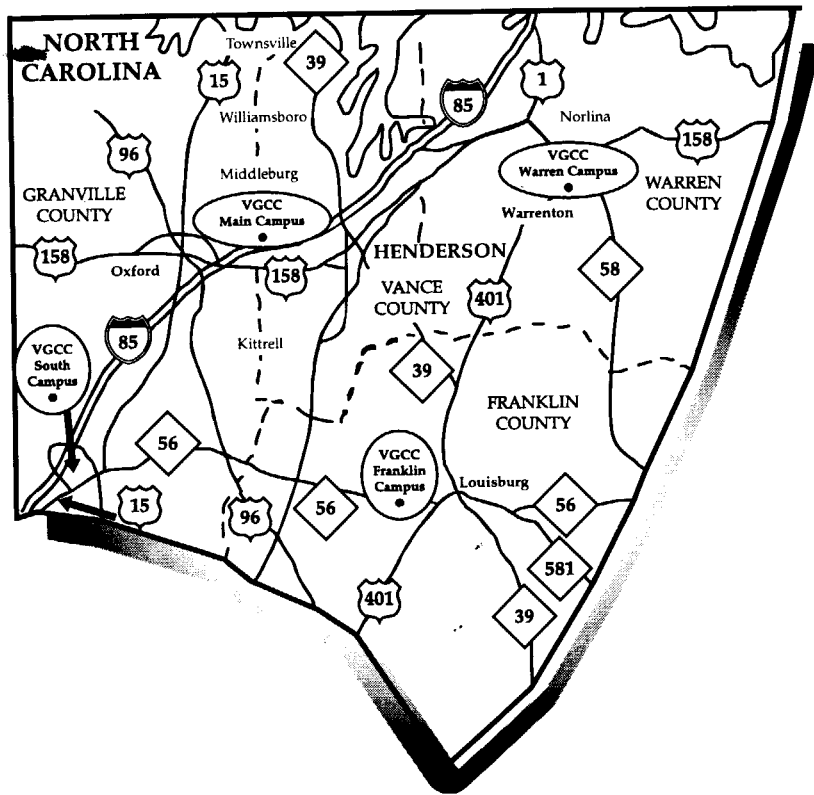 NORTH
CAROLINA
Townsville
39
15
1
85
Williamsboro
Norlina
96
158
Middleburg
VGCC
Warren Campus
GRANVILLE
COUNTY
WARREN
COUNTY
VGCC
Main Campus
Warrenton
158
Oxford
158
HENDERSON
58
VANCE
COUNTY
401
85
Kittrell
VGCC
South
Campus
39
FRANKLIN
COUNTY
56
VGCC
Franklin
Campus
Louisburg
15
96
56
56
581
401
39